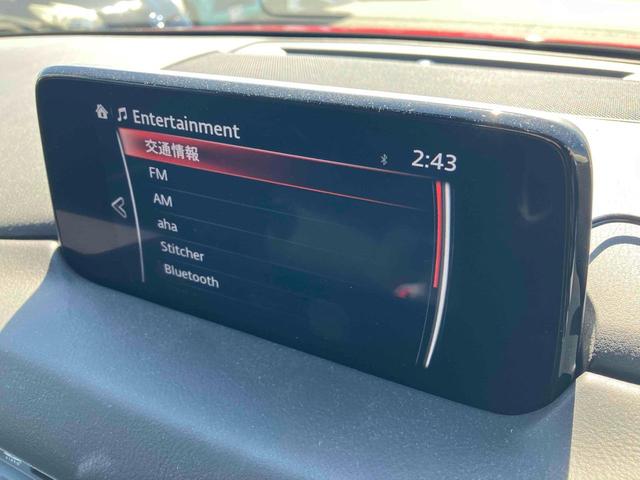 Entertainment
2:43
交通情報
FM
AM
aha
Stitcher
Bluetooth